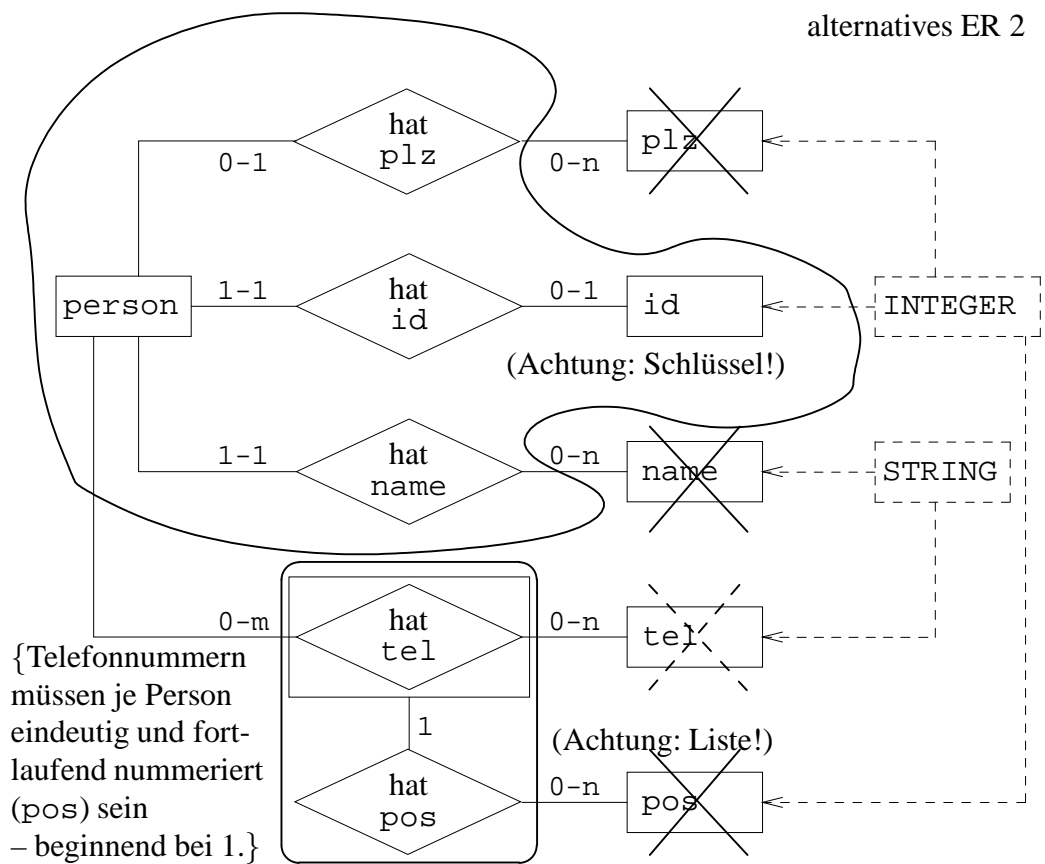 alternatives ER 2
hat
plz
0-1
0-n
plz
person
1-1
hat
id
0-1
id
INTEGER
(Achtung: Schlüssel!)
1-1
hat
name
0-n
name
STRING
0-m
hat
tel
0-n
tel
{Telefonnummern
müssen je Person
eindeutig und fort-
laufend nummeriert
(pos) sein
– beginnend bei 1.}
1
(Achtung: Liste!)
hat
pos
0-n
pos